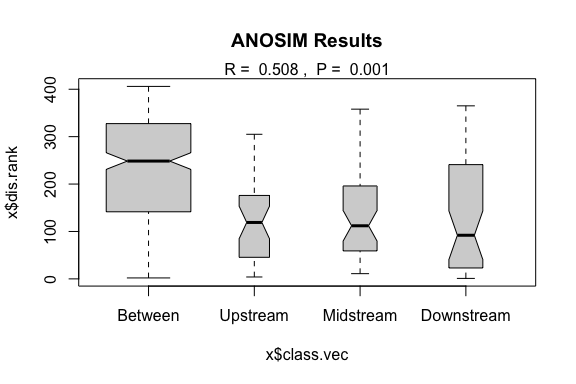 ANOSIM Results
R =  0.508 ,  P =  0.001
x$dis.rank
400
300
200
100
0
Between Upstream Midstream Downstream
x$class.vec